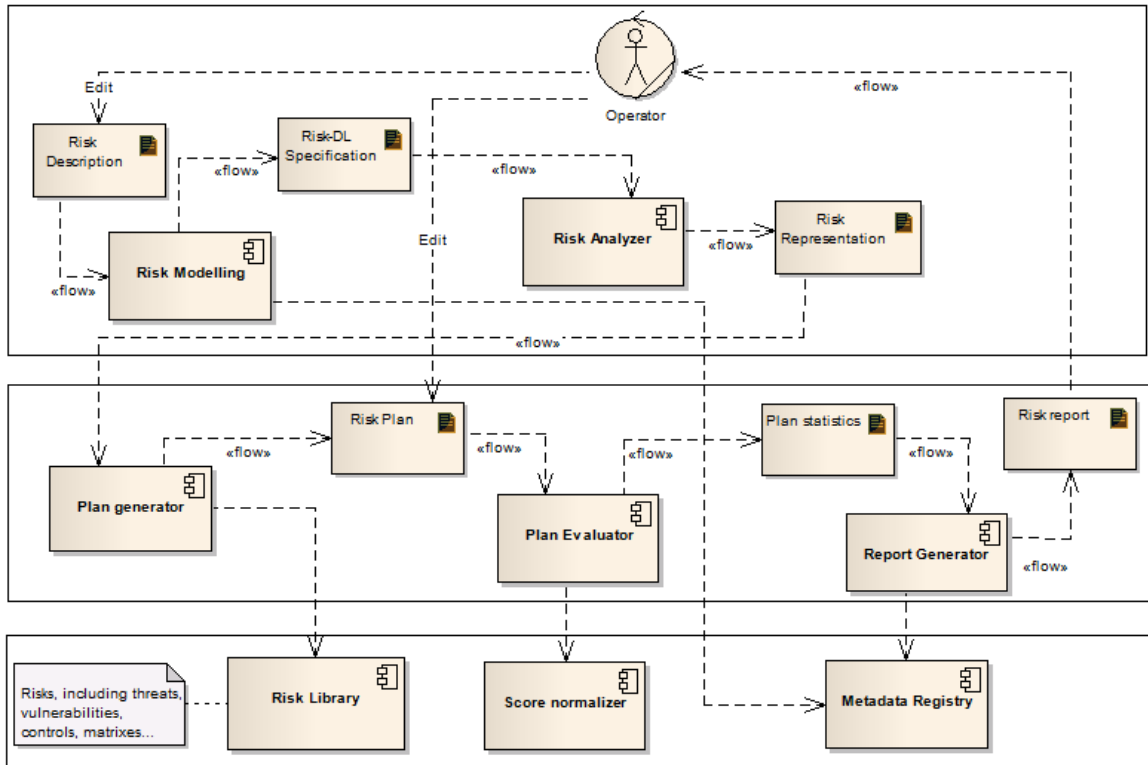 «flow»
Edit
Operator
Risk
Description
Risk-DL
Specification
«flow»
«flow»
Risk
Representation
Risk Analyzer
«flow»
Edit
Risk Modelling
«flow»
«flow»
Risk Plan
Plan statistics
Risk report
«flow»
«flow»
«flow»
«flow»
Plan generator
Plan Evaluator
Report Generator
«flow»
Risks, including threats,
vulnerabilities,
controls, matrixes...
Risk Library
Score normalizer
Metadata Registry